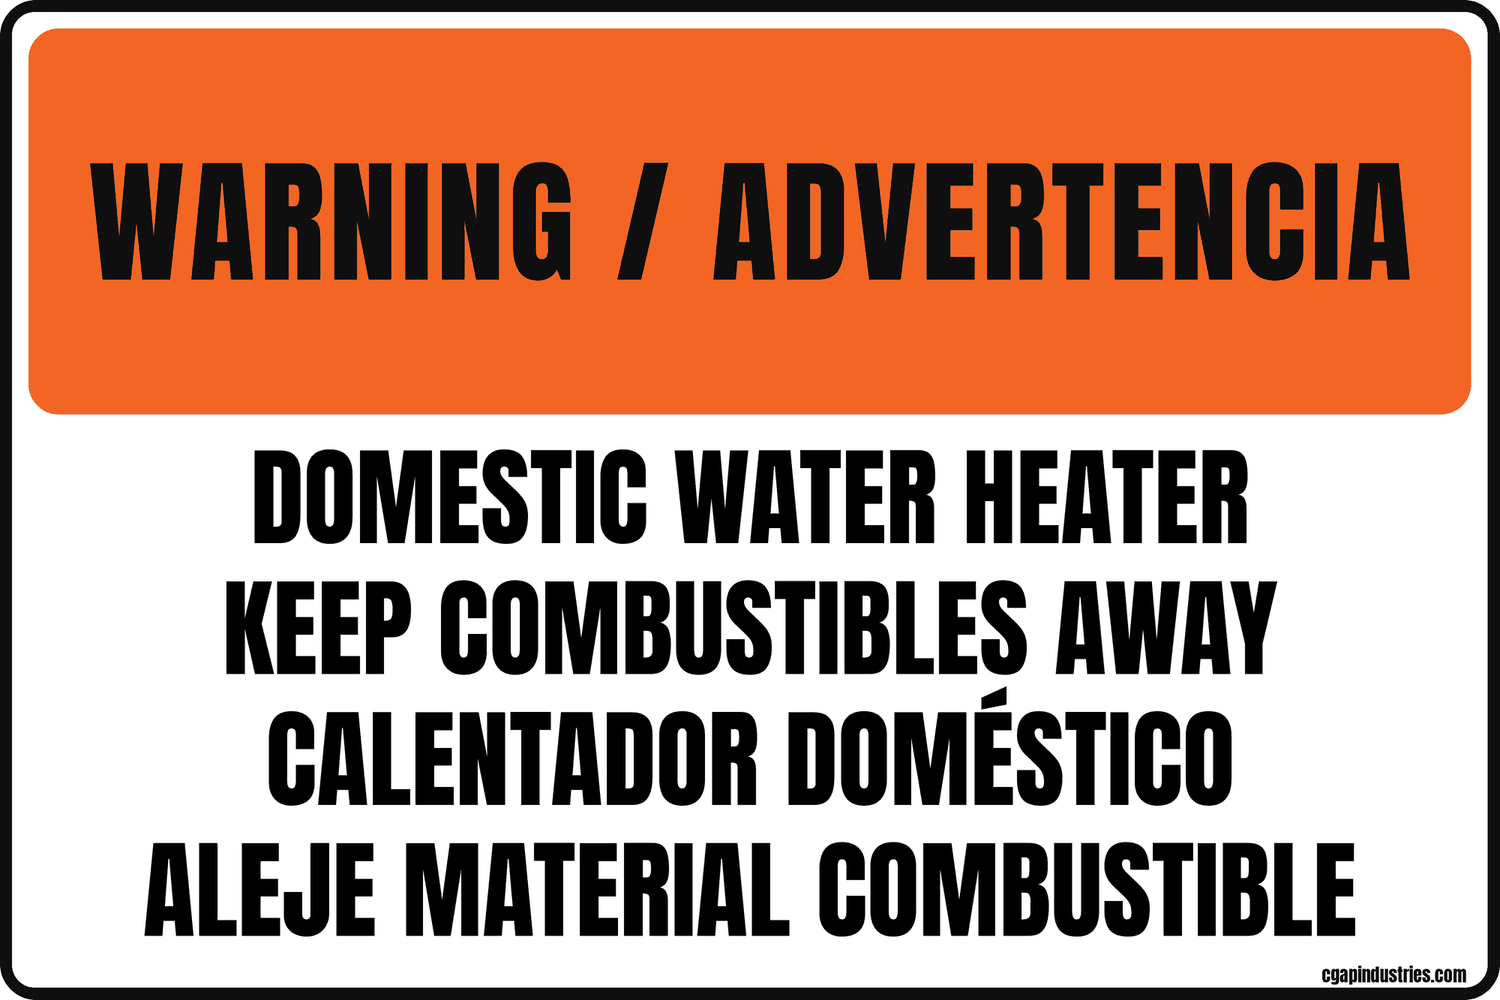 WARNING / ADVERTENCIA
DOMESTIC WATER HEATER
KEEP COMBUSTIBLES AWAY
CALENTADOR DOMÉSTICO
ALEJE MATERIAL COMBUSTIBLE
cgapindustries.com